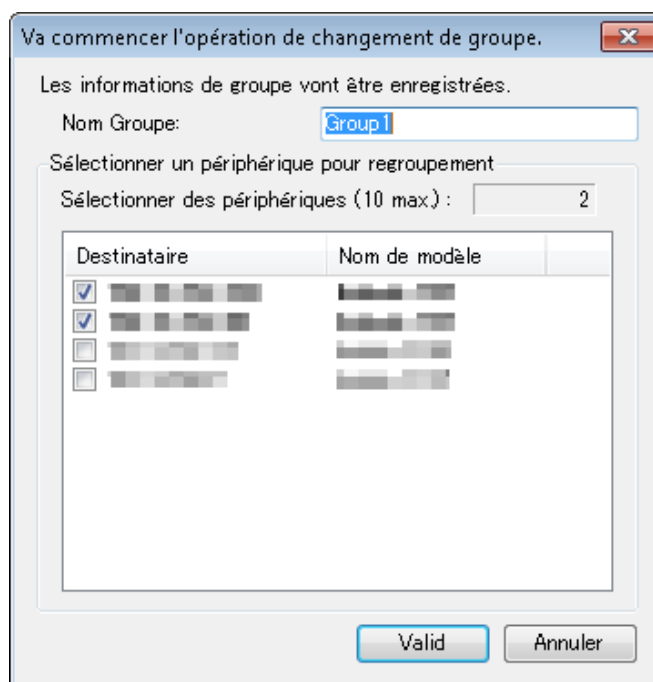 Va commencer l'opération de changement de groupe.
Les informations de groupe vont être enregistrées.
Nom Groupe: Group1
Sélectionner un périphérique pour regroupement
Sélectionner des périphériques (10 max.) : 2
Destinataire Nom de modèle
Valid Annuler